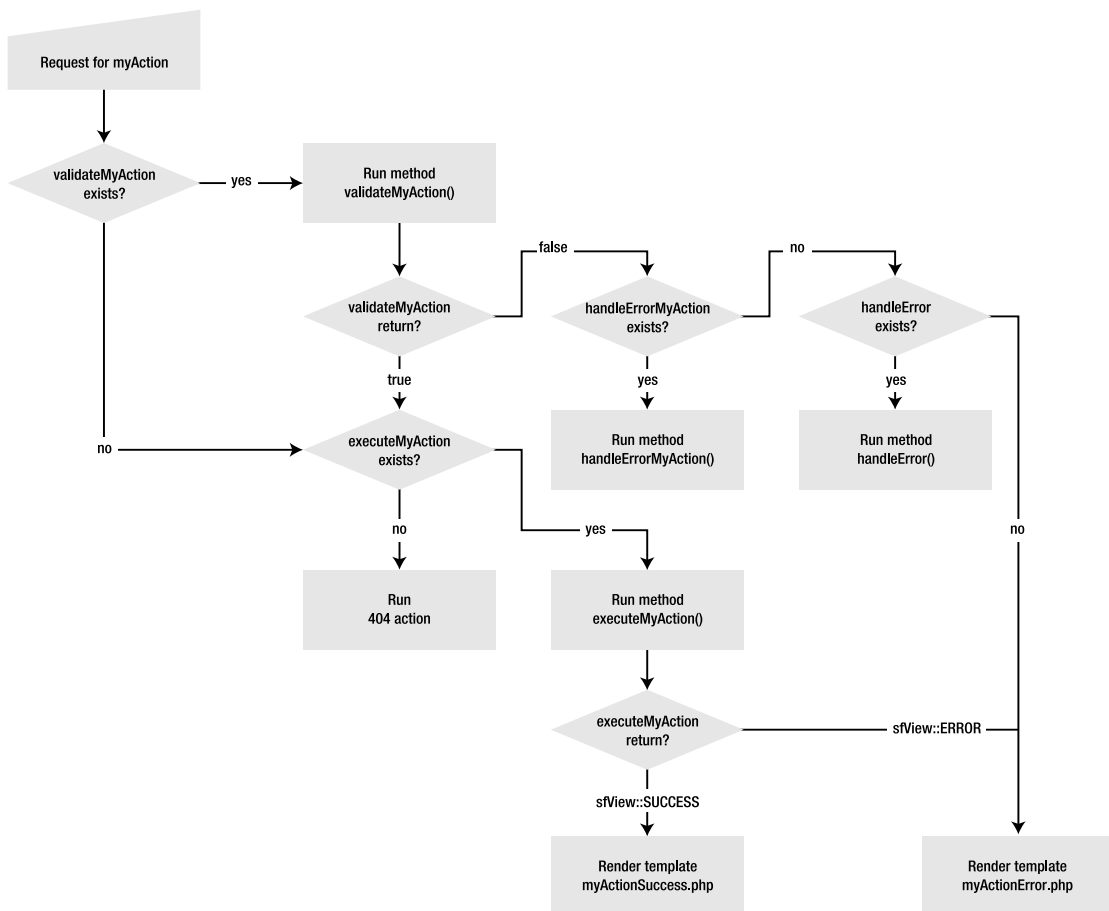 Request for myAction
validateMyAction
exists?
yes
Run method
validateMyAction()
false
no
validateMyAction
return?
handleErrorMyAction
exists?
handleError
exists?
true
yes
yes
no
executeMyAction
exists?
Run method
handleErrorMyAction()
Run method
handleError()
no
yes
no
Run
404 action
Run method
executeMyAction()
executeMyAction
return?
sfView::ERROR
sfView::SUCCESS
Render template
myActionSuccess.php
Render template
myActionError.php